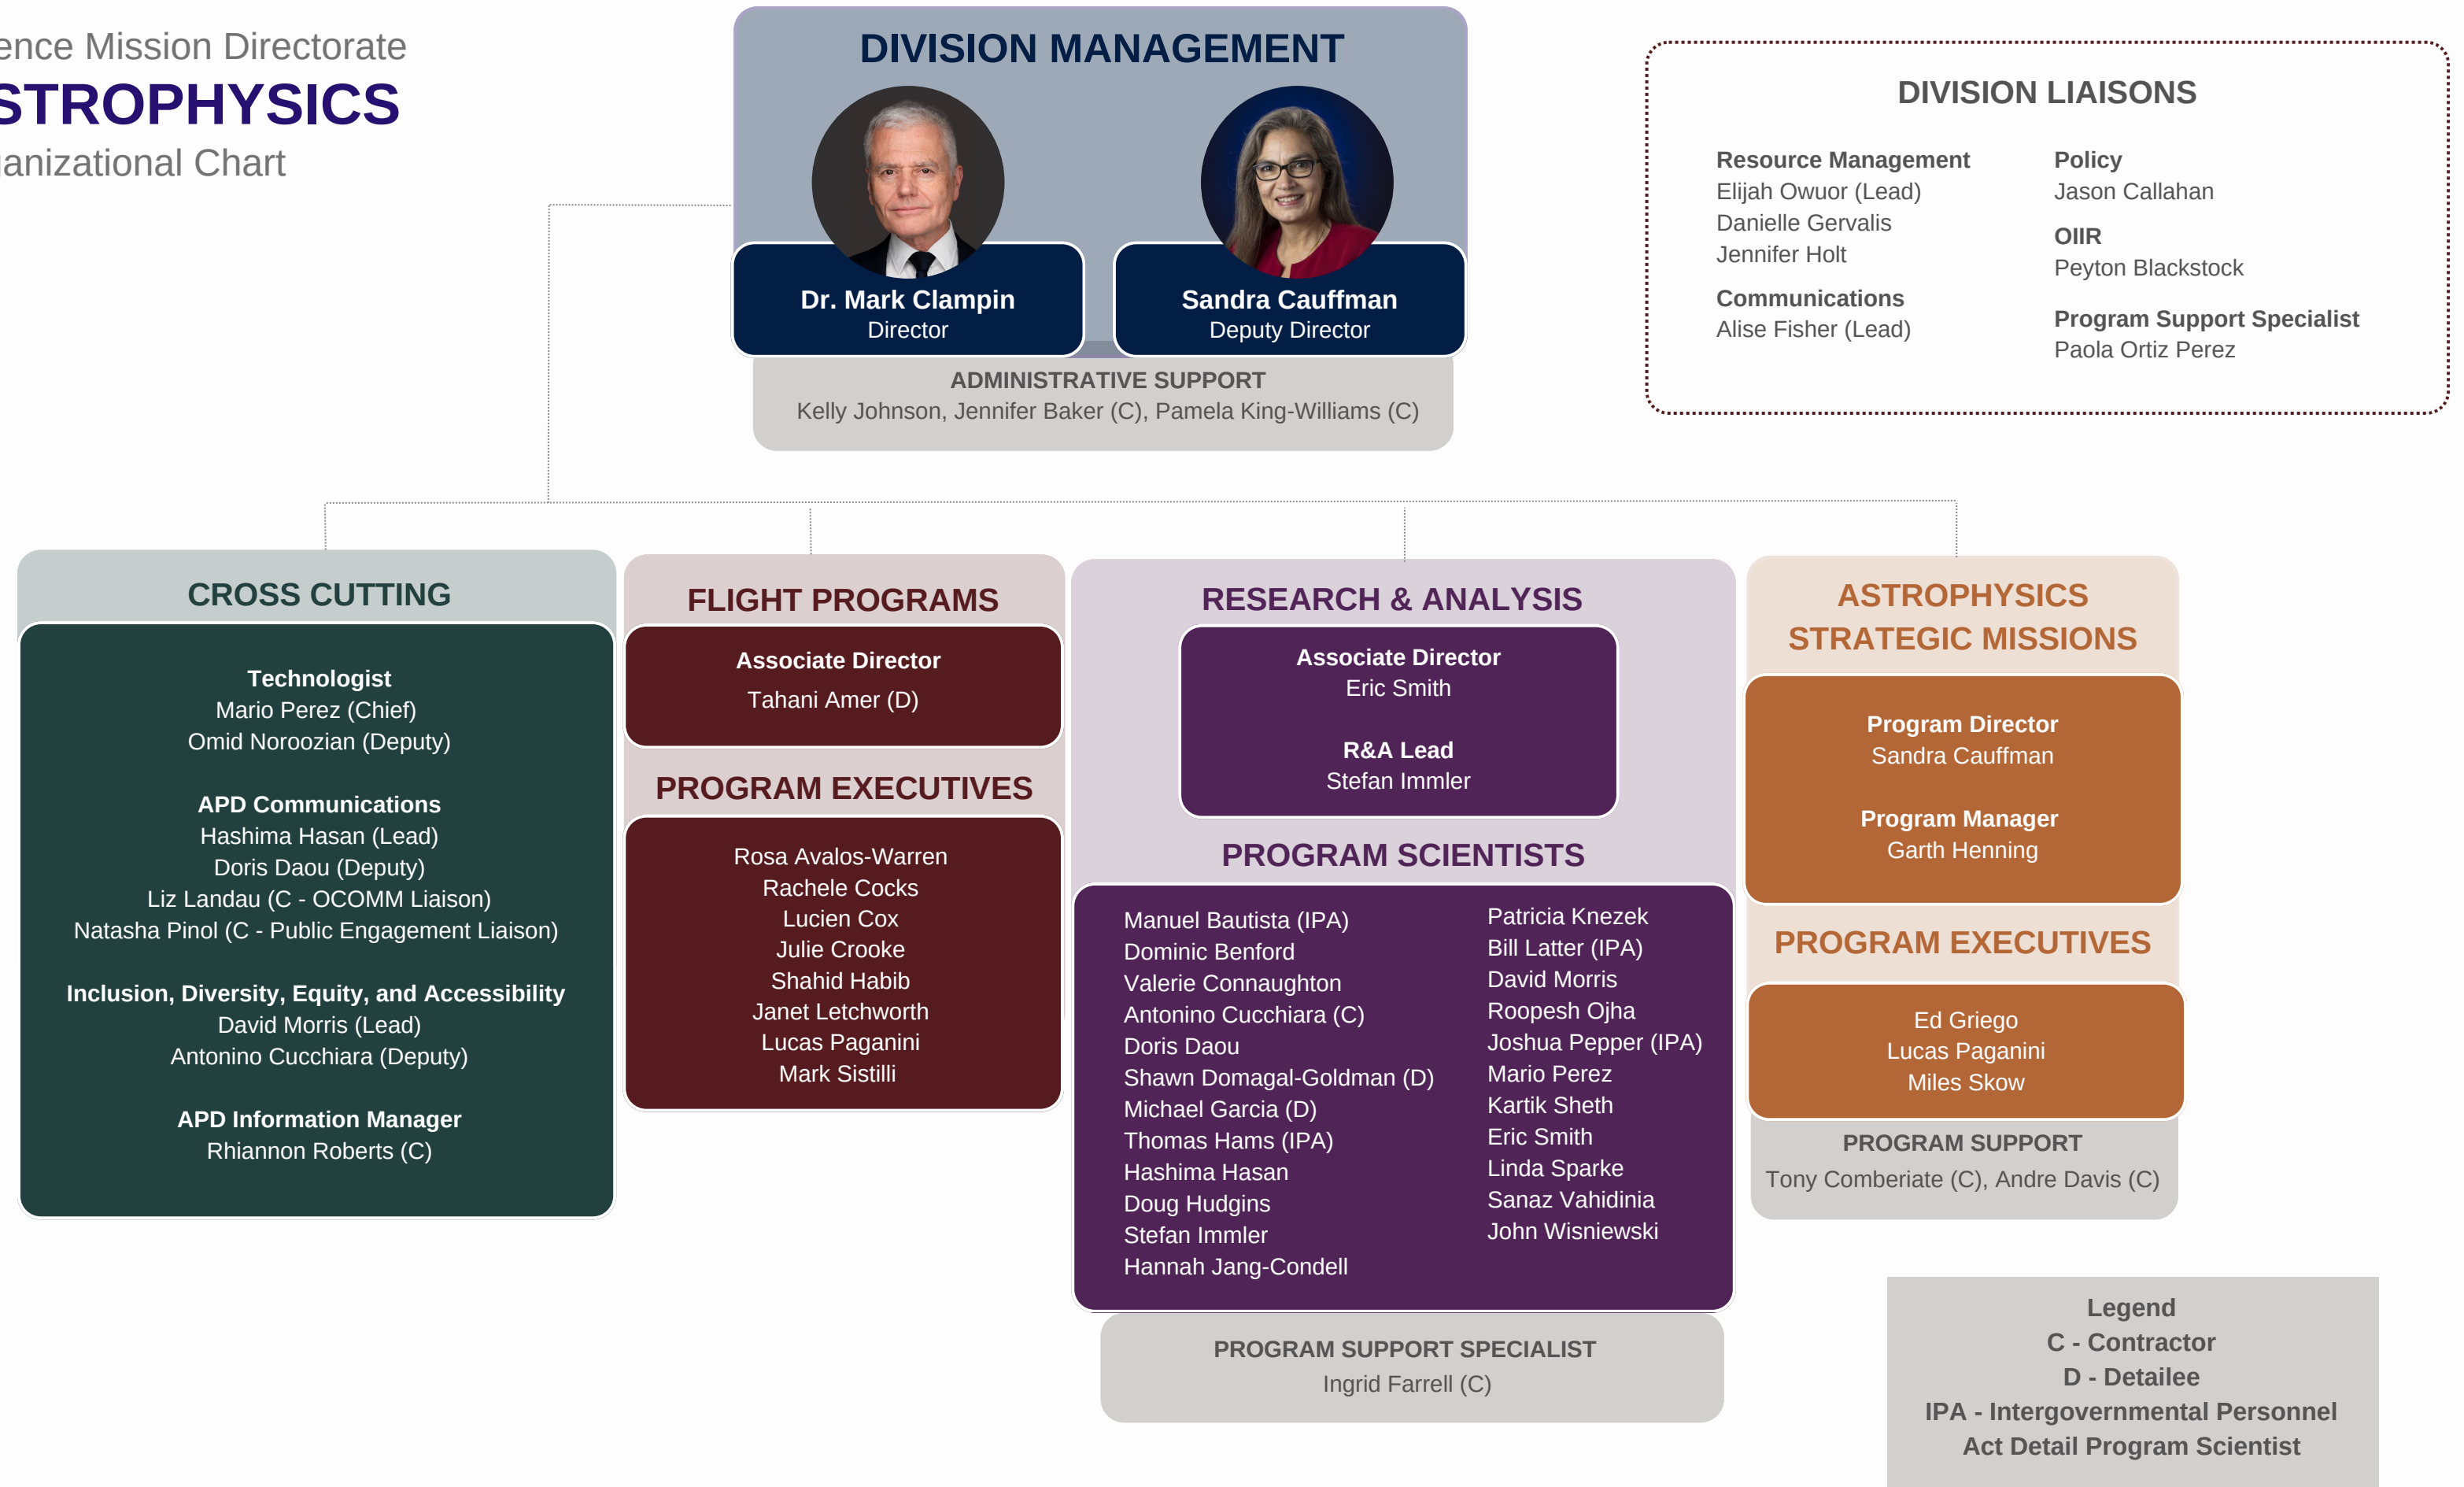 ence Mission Directorate
STROPHYSICS
ganizational Chart
DIVISION MANAGEMENT
Dr. Mark Clampin
Director
Sandra Cauffman
Deputy Director
ADMINISTRATIVE SUPPORT
Kelly Johnson, Jennifer Baker (C), Pamela King-Williams (C)
DIVISION LIAISONS
Resource Management
Elijah Owuor (Lead)
Danielle Gervalis
Jennifer Holt
Communications
Alise Fisher (Lead)
Policy
Jason Callahan
OIIR
Peyton Blackstock
Program Support Specialist
Paola Ortiz Perez
CROSS CUTTING
Technologist
Mario Perez (Chief)
Omid Noroozian (Deputy)
APD Communications
Hashima Hasan (Lead)
Doris Daou (Deputy)
Liz Landau (C - OCOMM Liaison)
Natasha Pinol (C - Public Engagement Liaison)
Inclusion, Diversity, Equity, and Accessibility
David Morris (Lead)
Antonino Cucchiara (Deputy)
APD Information Manager
Rhiannon Roberts (C)
FLIGHT PROGRAMS
Associate Director
Tahani Amer (D)
PROGRAM EXECUTIVES
Rosa Avalos-Warren
Rachele Cocks
Lucien Cox
Julie Crooke
Shahid Habib
Janet Letchworth
Lucas Paganini
Mark Sistilli
RESEARCH & ANALYSIS
Associate Director
Eric Smith
R&A Lead
Stefan Immler
PROGRAM SCIENTISTS
Manuel Bautista (IPA)
Dominic Benford
Valerie Connaughton
Antonino Cucchiara (C)
Doris Daou
Shawn Domagal-Goldman (D)
Michael Garcia (D)
Thomas Hams (IPA)
Hashima Hasan
Doug Hudgins
Stefan Immler
Hannah Jang-Condell
Patricia Knezek
Bill Latter (IPA)
David Morris
Roopesh Ojha
Joshua Pepper (IPA)
Mario Perez
Kartik Sheth
Eric Smith
Linda Sparke
Sanaz Vahidinia
John Wisniewski
PROGRAM SUPPORT SPECIALIST
Ingrid Farrell (C)
ASTROPHYSICS
STRATEGIC MISSIONS
Program Director
Sandra Cauffman
Program Manager
Garth Henning
PROGRAM EXECUTIVES
Ed Griego
Lucas Paganini
Miles Skow
PROGRAM SUPPORT
Tony Comberiate (C), Andre Davis (C)
Legend
C - Contractor
D - Detailee
IPA - Intergovernmental Personnel
Act Detail Program Scientist